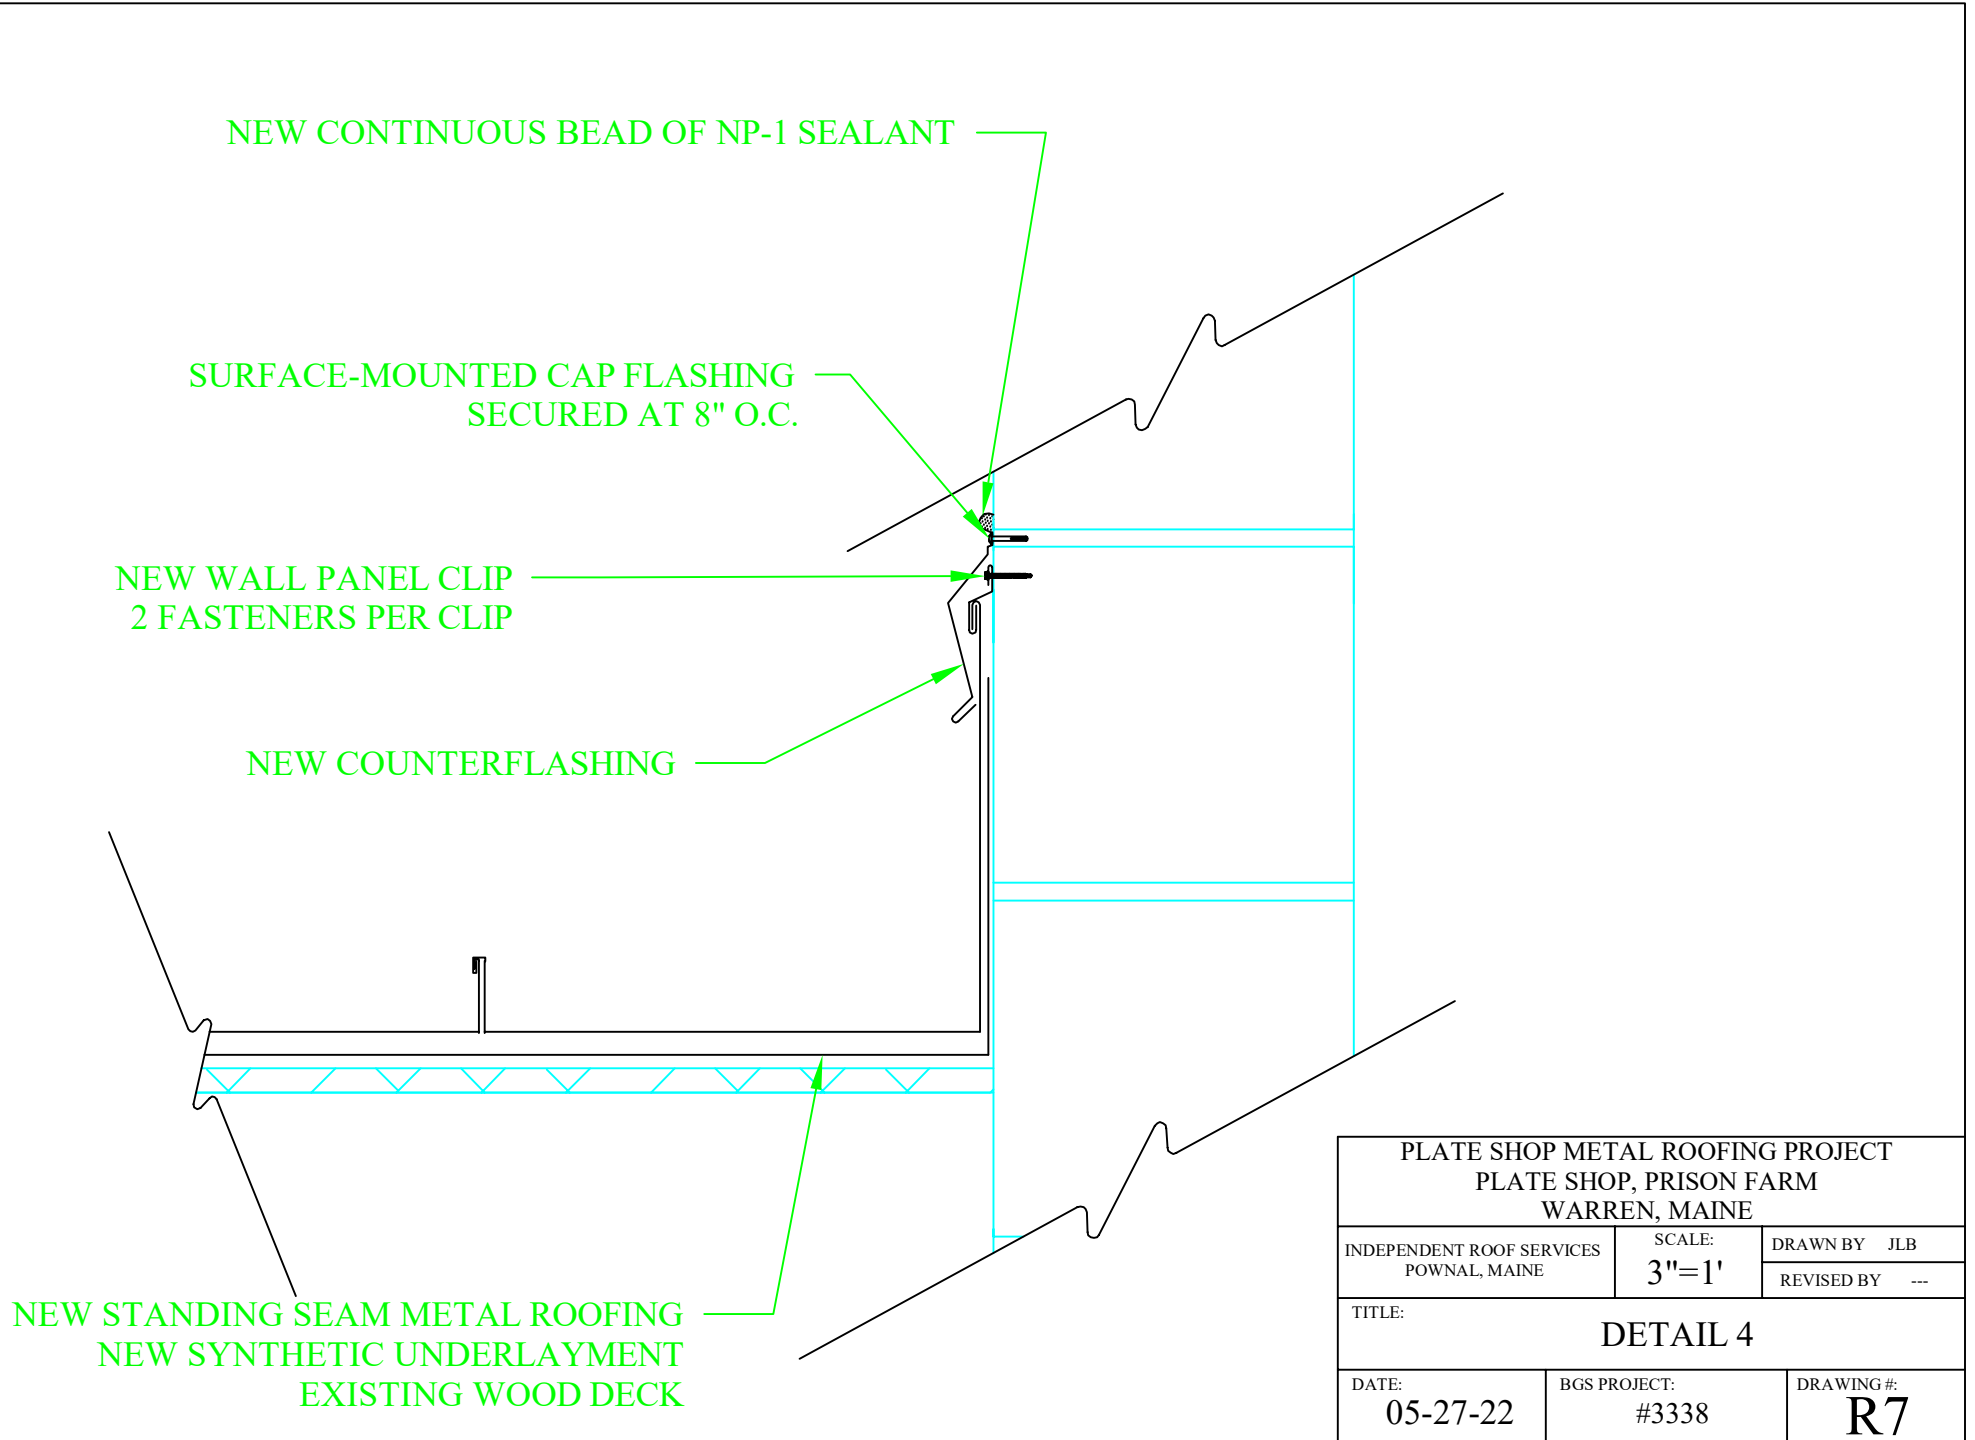 NEW CONTINUOUS BEAD OF NP-1 SEALANT
SURFACE-MOUNTED CAP FLASHING
SECURED AT 8" O.C.
NEW WALL PANEL CLIP
2 FASTENERS PER CLIP
NEW COUNTERFLASHING
NEW STANDING SEAM METAL ROOFING
NEW SYNTHETIC UNDERLAYMENT
EXISTING WOOD DECK
PLATE SHOP METAL ROOFING PROJECT
PLATE SHOP, PRISON FARM
WARREN, MAINE
INDEPENDENT ROOF SERVICES
POWNAL, MAINE
SCALE:
3"=1'
DRAWN BY JLB
REVISED BY ---
TITLE:
DETAIL 4
DATE:
05-27-22
BGS PROJECT:
#3338
DRAWING #:
R7